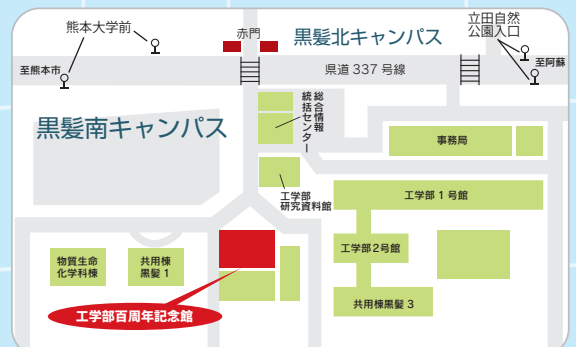 熊本大学前
赤門
黒髪北キャンパス
立田自然
公園入口
至熊本市
県道 337 号線
至阿蘇
黒髪南キャンパス
総合情報
統括センター
事務局
工学部
研究資料館
工学部 1 号館
物質生命
化学科棟
共用棟
黒髪 1
工学部 2号館
共用棟黒髪 3
工学部百周年記念館